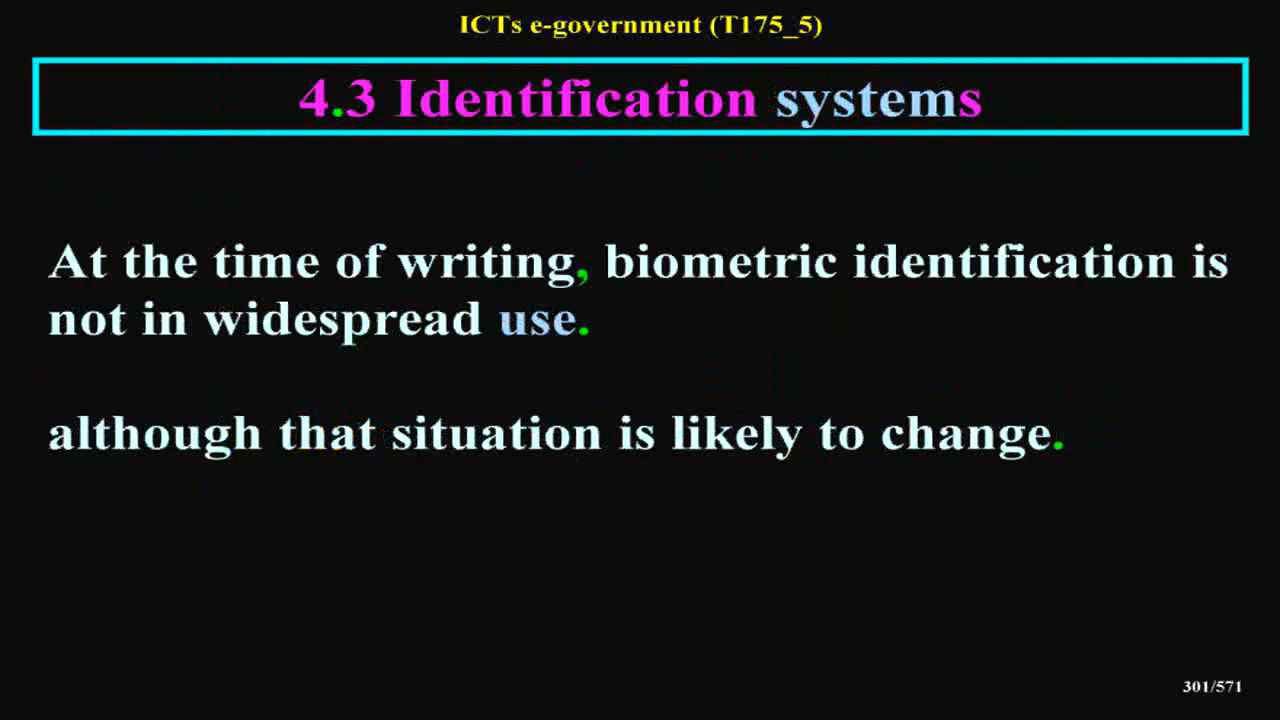 ICTs e-government (T175_5)
4.3 Identification systems
At the time of writing, biometric identification is
not in widespread use.
although that situation is likely to change.
301/571